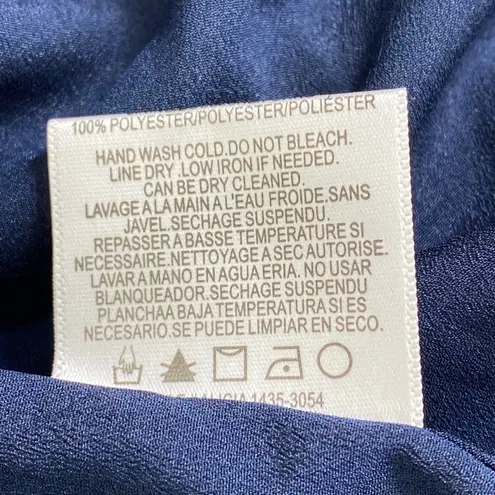 100% POLYESTER/POLYESTER/POLIÉSTER
HAND WASH COLD.DO NOT BLEACH.
LINE DRY .LOW IRON IF NEEDED.
CAN BE DRY CLEANED.
LAVAGE A LA MAIN A L'EAU FROIDE.SANS
JAVEL.SECHAGE SUSPENDU.
REPASSER A BASSE TEMPERATURE SI
NECESSAIRE.NETTOYAGE A SEC AUTORISE.
LAVAR A MANO EN AGUA ERIA. NO USAR
BLANQUEADOR.SECHAGE SUSPENDU
PLANCHAA BAJA TEMPERATURA SI ES
NECESARIO.SE PUEDE LIMPIAR EN SECO.
1435-3054